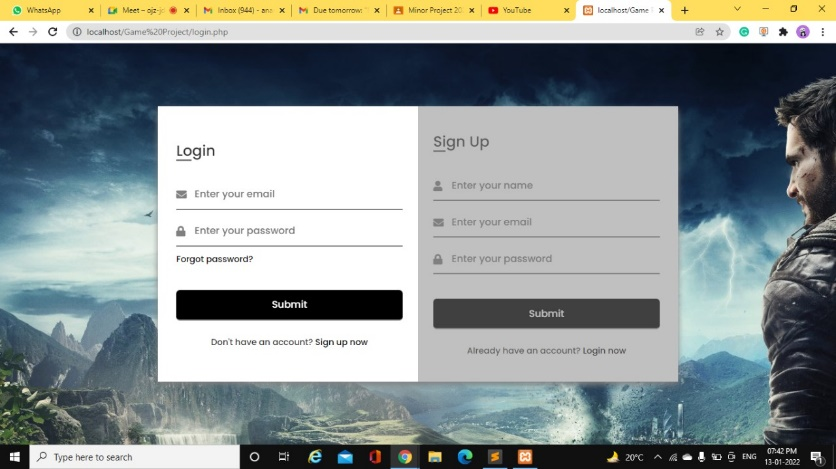 WhatsApp
Meet – ojz-jo
Inbox (944) - ana
Due tomorrow: "
Minor Project 20
YouTube
localhost/Game
localhost/Game%20Project/login.php
Login
Enter your email
Enter your password
Forgot password?
Submit
Don't have an account? Sign up now
Sign Up
Enter your name
Enter your email
Enter your password
Submit
Already have an account? Login now
Type here to search
20°C
ENG
07:42 PM
13-01-2022